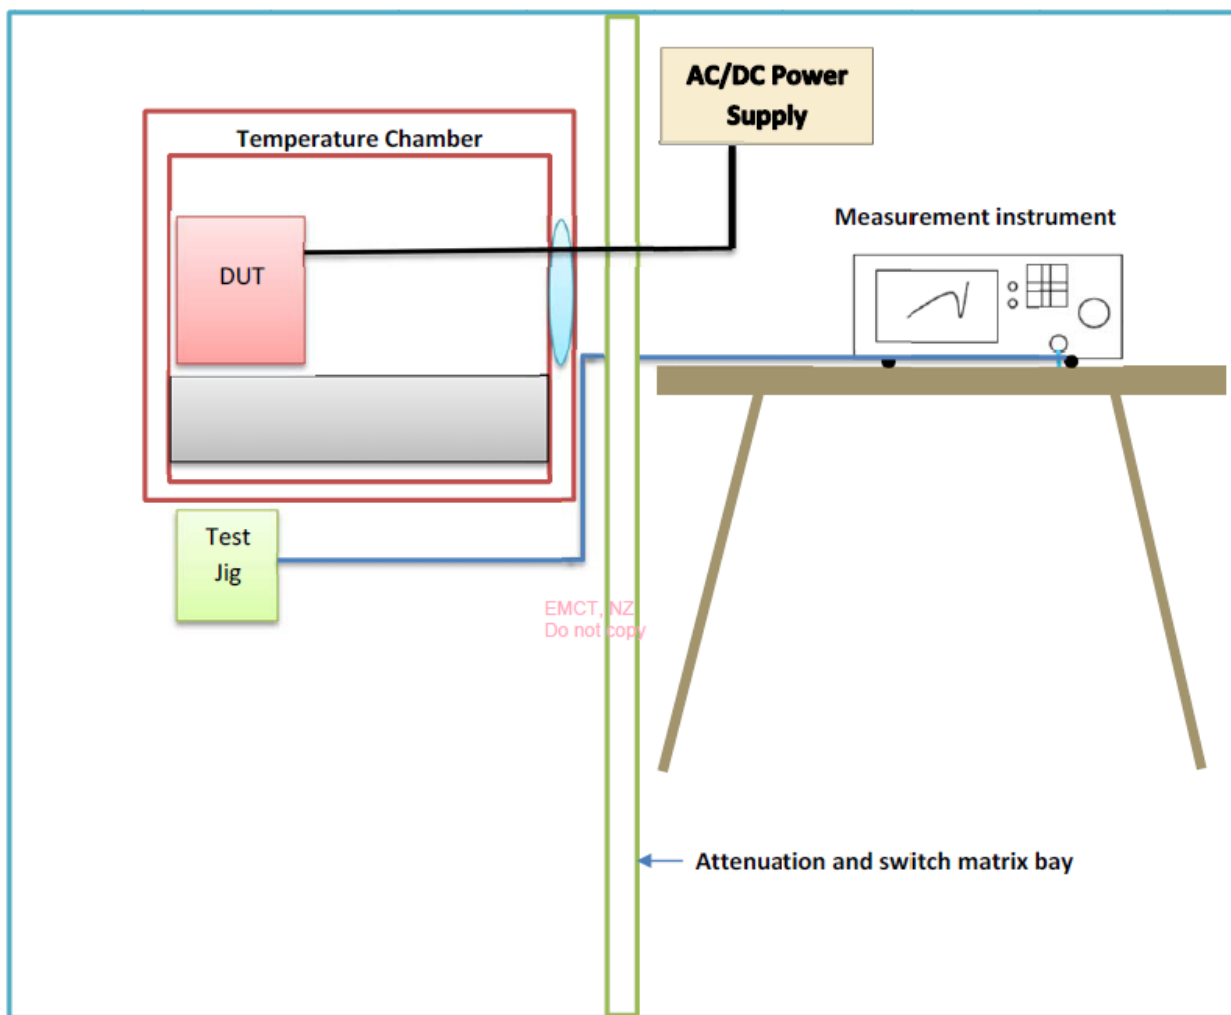 AC/DC Power
Supply
Temperature Chamber
Measurement instrument
DUT
Test
Jig
EMCT, NZ
Do not copy
Attenuation and switch matrix bay